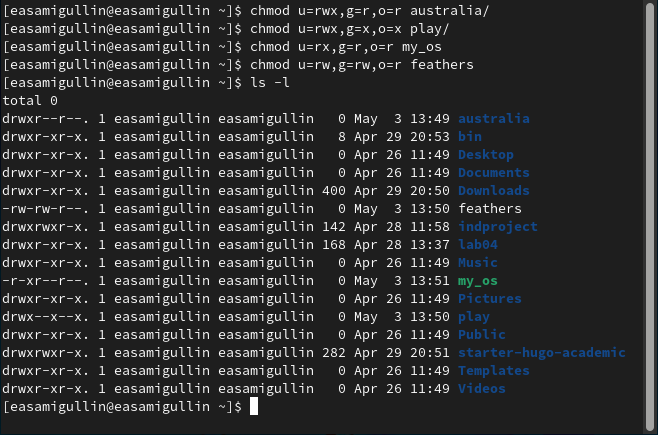 [easamigullin@easamigullin ~]$ chmod u=rwx,g=r,o=r australia/
[easamigullin@easamigullin ~]$ chmod u=rwx,g=x,o=x play/
[easamigullin@easamigullin ~]$ chmod u=rx,g=r,o=r my_os
[easamigullin@easamigullin ~]$ chmod u=rw,g=rw,o=r feathers
[easamigullin@easamigullin ~]$ ls -l
total 0
drwxr--r--. 1 easamigullin easamigullin   0 May  3 13:49 australia
drwxr-xr-x. 1 easamigullin easamigullin   8 Apr 29 20:53 bin
drwxr-xr-x. 1 easamigullin easamigullin   0 Apr 26 11:49 Desktop
drwxr-xr-x. 1 easamigullin easamigullin   0 Apr 26 11:49 Documents
drwxr-xr-x. 1 easamigullin easamigullin 400 Apr 29 20:50 Downloads
-rw-rw-r--. 1 easamigullin easamigullin   0 May  3 13:50 feathers
drwxrwxr-x. 1 easamigullin easamigullin 142 Apr 28 11:58 indproject
drwxr-xr-x. 1 easamigullin easamigullin 168 Apr 28 13:37 lab04
drwxr-xr-x. 1 easamigullin easamigullin   0 Apr 26 11:49 Music
-r-xr--r--. 1 easamigullin easamigullin   0 May  3 13:51 my_os
drwxr-xr-x. 1 easamigullin easamigullin   0 Apr 26 11:49 Pictures
drwx--x--x. 1 easamigullin easamigullin   0 May  3 13:50 play
drwxr-xr-x. 1 easamigullin easamigullin   0 Apr 26 11:49 Public
drwxrwxr-x. 1 easamigullin easamigullin 282 Apr 29 20:51 starter-hugo-academic
drwxr-xr-x. 1 easamigullin easamigullin   0 Apr 26 11:49 Templates
drwxr-xr-x. 1 easamigullin easamigullin   0 Apr 26 11:49 Videos
[easamigullin@easamigullin ~]$